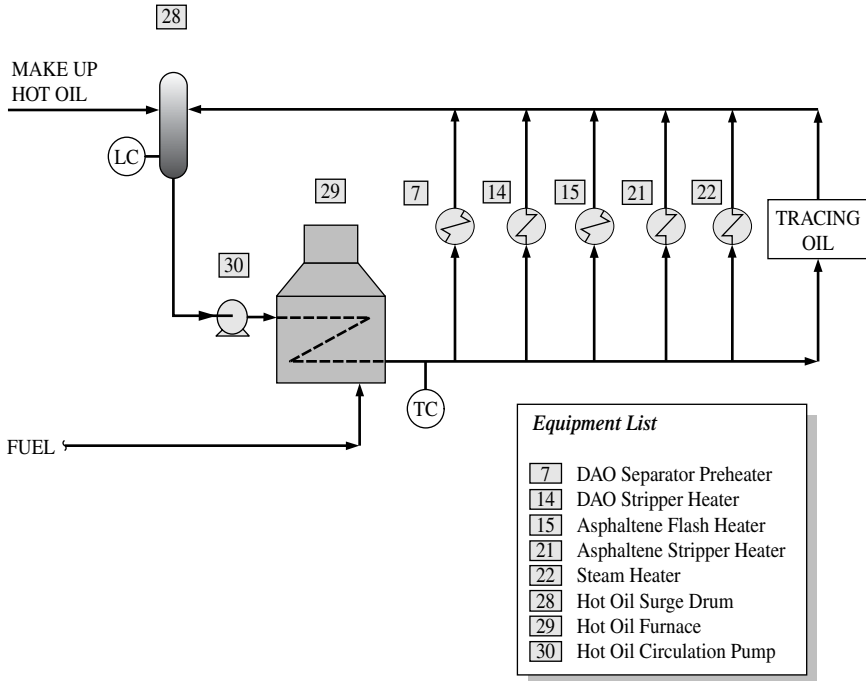 28
MAKE UP
HOT OIL
LC
29
7
14
15
21
22
TRACING
OIL
30
TC
FUEL
Equipment List
7 DAO Separator Preheater
14 DAO Stripper Heater
15 Asphaltene Flash Heater
21 Asphaltene Stripper Heater
22 Steam Heater
28 Hot Oil Surge Drum
29 Hot Oil Furnace
30 Hot Oil Circulation Pump